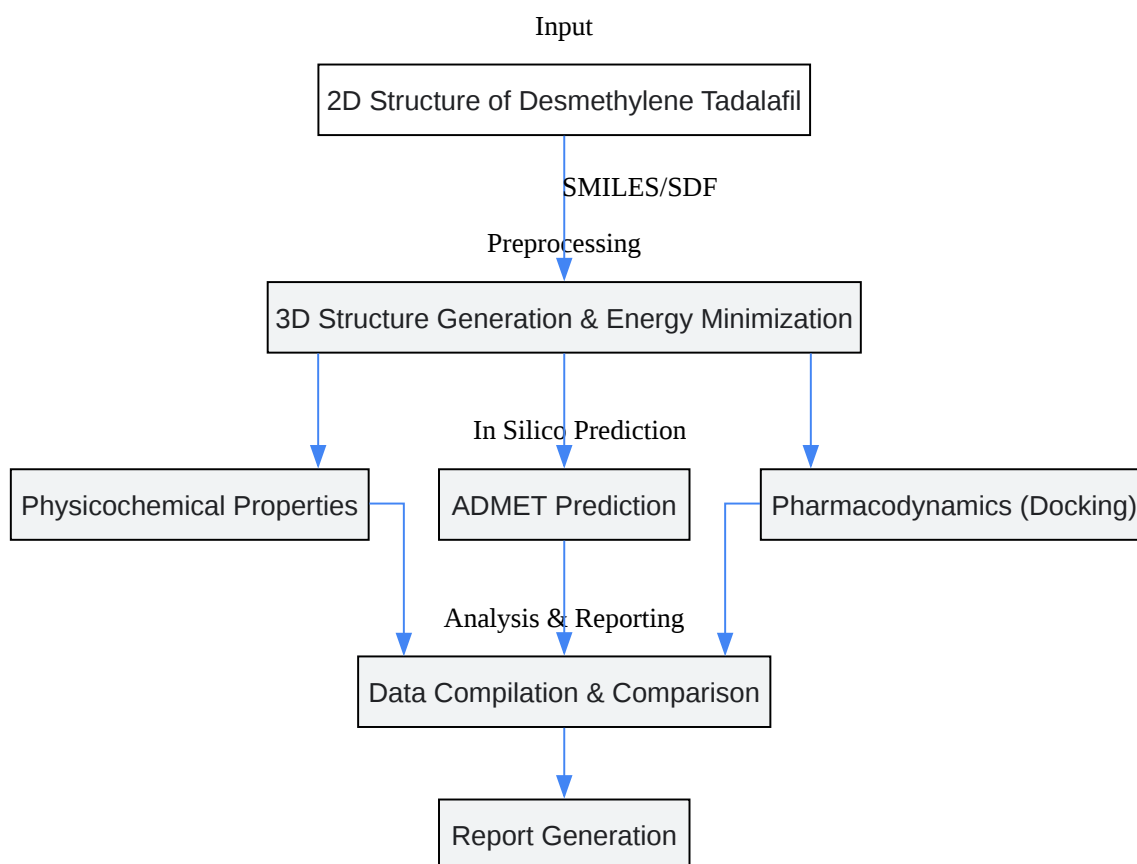 Input
2D Structure of Desmethylene Tadalafil
SMILES/SDF
Preprocessing
3D Structure Generation & Energy Minimization
In Silico Prediction
Physicochemical Properties
ADMET Prediction
Pharmacodynamics (Docking)
Analysis & Reporting
Data Compilation & Comparison
Report Generation